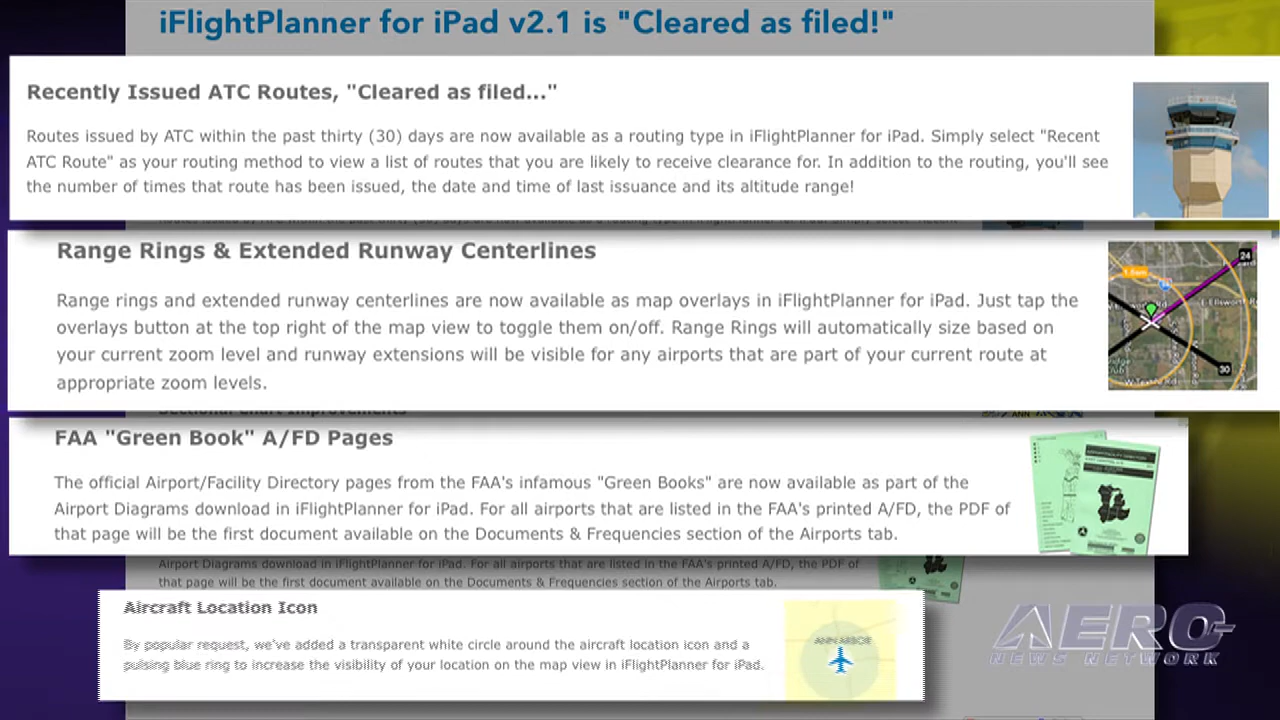 iFlightPlanner for iPad v2.1 is "Cleared as filed!"
Recently Issued ATC Routes, "Cleared as filed..."
Routes issued by ATC within the past thirty (30) days are now available as a routing type in iFlightPlanner for iPad. Simply select "Recent
ATC Route" as your routing method to view a list of routes that you are likely to receive clearance for. In addition to the routing, you'll see
the number of times that route has been issued, the date and time of last issuance and its altitude range!
Range Rings & Extended Runway Centerlines
Range rings and extended runway centerlines are now available as map overlays in iFlightPlanner for iPad. Just tap the
overlays button at the top right of the map view to toggle them on/off. Range Rings will automatically size based on
your current zoom level and runway extensions will be visible for any airports that are part of your current route at
appropriate zoom levels.
24
30
Sectional Chart Improvements
FAA "Green Book" A/FD Pages
The official Airport/Facility Directory pages from the FAA's infamous "Green Books" are now available as part of the
Airport Diagrams download in iFlightPlanner for iPad. For all airports that are listed in the FAA's printed A/FD, the PDF of
that page will be the first document available on the Documents & Frequencies section of the Airports tab.
Airport Diagrams download in iFlightPlanner for iPad. For all airports that are listed in the FAA's printed A/FD, the PDF of
that page will be the first document available on the Documents & Frequencies section of the Airports tab.
Aircraft Location Icon
By popular request, we've added a transparent white circle around the aircraft location icon and a
pulsing blue ring to increase the visibility of your location on the map view in iFlightPlanner for iPad.
ANN ARBOR
AERO-
NEWS NETWORK